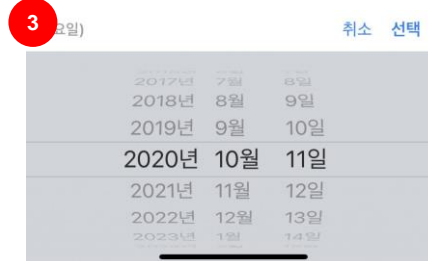 3 요일) 취소 선택
2017년 7월 8일
2018년 8월 9일
2019년 9월 10일
2020년 10월 11일
2021년 11월 12일
2022년 12월 13일
2023년 1월 14일